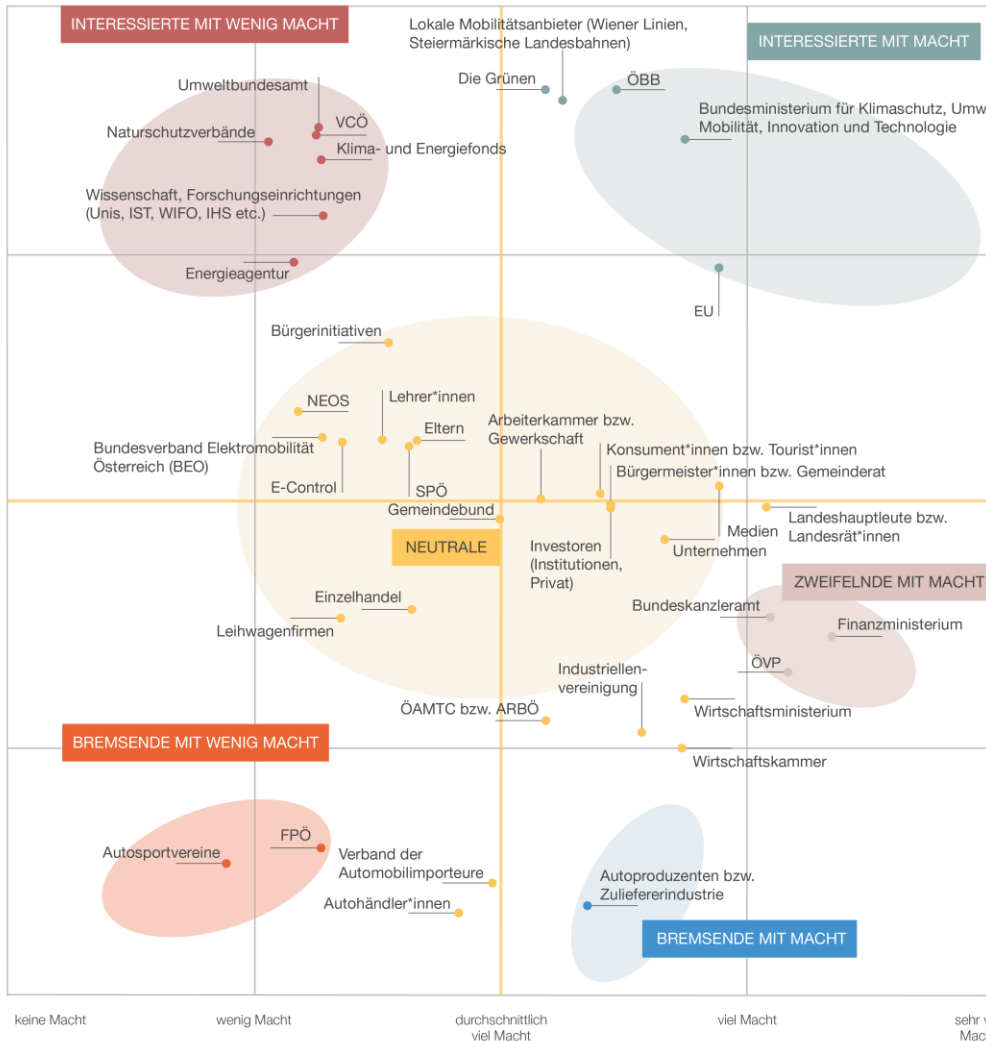 INTERESSIERTE MIT WENIG MACHT
Lokale Mobilitätsanbieter (Wiener Linien,
Steiermärkische Landesbahnen)
INTERESSIERTE MIT MACHT
Die Grünen
ÖBB
Umweltbundesamt
VCÖ
Naturschutzverbände
Klima- und Energiefonds
Bundesministerium für Klimaschutz, Umw
Mobilität, Innovation und Technologie
Wissenschaft, Forschungseinrichtungen
(Unis, IST, WIFO, IHS etc.)
Energieagentur
EU
Bürgerinitiativen
NEOS
Lehrer*innen
Eltern
Bundesverband Elektromobilität
Österreich (BEO)
E-Control
SPÖ
Gemeindebund
Arbeiterkammer bzw.
Gewerkschaft
Konsument*innen bzw. Tourist*innen
Bürgermeister*innen bzw. Gemeinderat
NEUTRALE
Investoren
(Institutionen,
Privat)
Medien
Unternehmen
Landeshauptleute bzw.
Landesrät*innen
ZWEIFELNDE MIT MACHT
Einzelhandel
Leihwagenfirmen
Bundeskanzleramt
Finanzministerium
ÖVP
Industriellen-
vereinigung
ÖAMTC bzw. ARBÖ
Wirtschaftsministerium
Wirtschaftskammer
BREMSENDE MIT WENIG MACHT
FPÖ
Autosportvereine
Verband der
Automobilimporteure
Autohändler*innen
Autoproduzenten bzw.
Zuliefererindustrie
BREMSENDE MIT MACHT
keine Macht
wenig Macht
durchschnittlich
viel Macht
viel Macht
sehr v
Mac